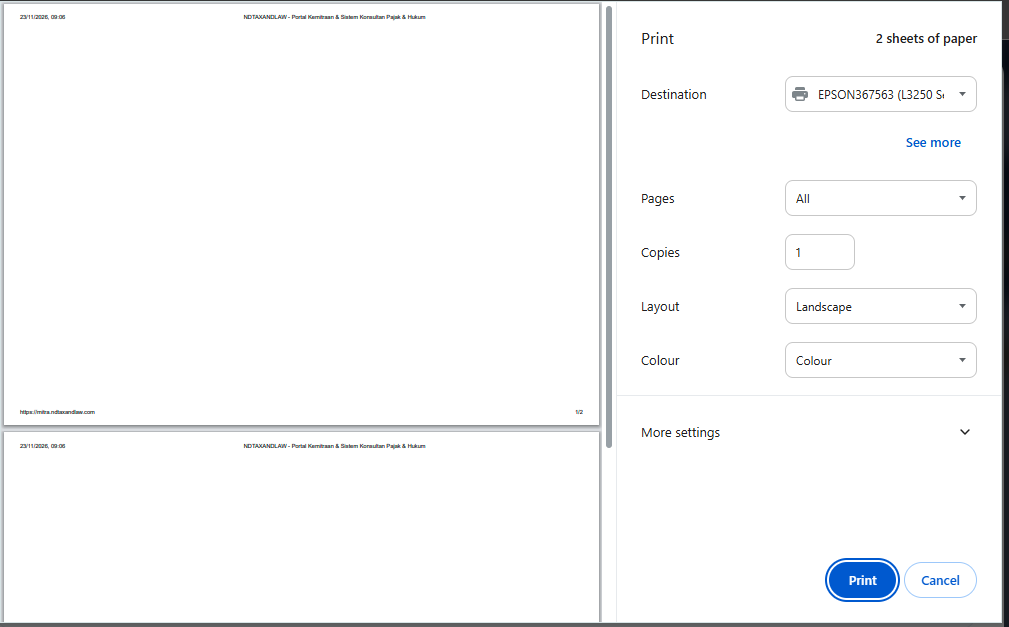 23/11/2026, 09:06 NDTAXANDLAW - Portal Kemitraan & Sistem Konsultan Pajak & Hukum
https://mitra.ndtaxandlaw.com 1/2
23/11/2026, 09:06 NDTAXANDLAW - Portal Kemitraan & Sistem Konsultan Pajak & Hukum
Print 2 sheets of paper
Destination EPSON367563 (L3250 Se
See more
Pages All
Copies 1
Layout Landscape
Colour Colour
More settings
Print Cancel